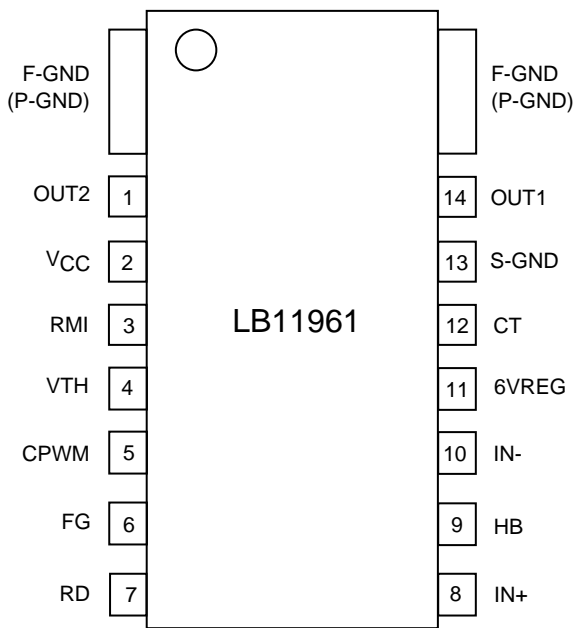 F-GND
(P-GND)
F-GND
(P-GND)
OUT2 1 14 OUT1
VCC 2 13 S-GND
RMI 3 LB11961 12 CT
VTH 4 11 6VREG
CPWM 5 10 IN-
FG 6 9 HB
RD 7 8 IN+